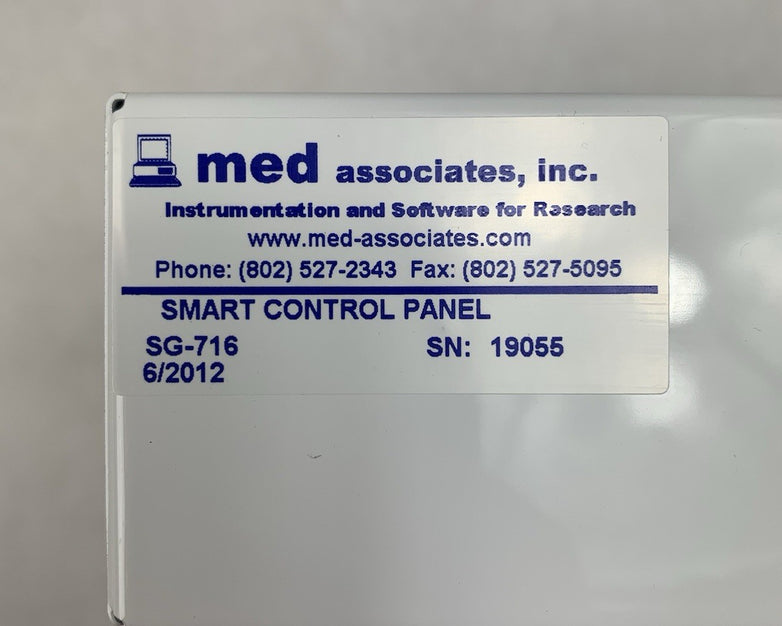 med associates, inc.
Instrumentation and Software for Research
www.med-associates.com
Phone: (802) 527-2343 Fax: (802) 527-5095
SMART CONTROL PANEL
SG-716 SN: 19055
6/2012